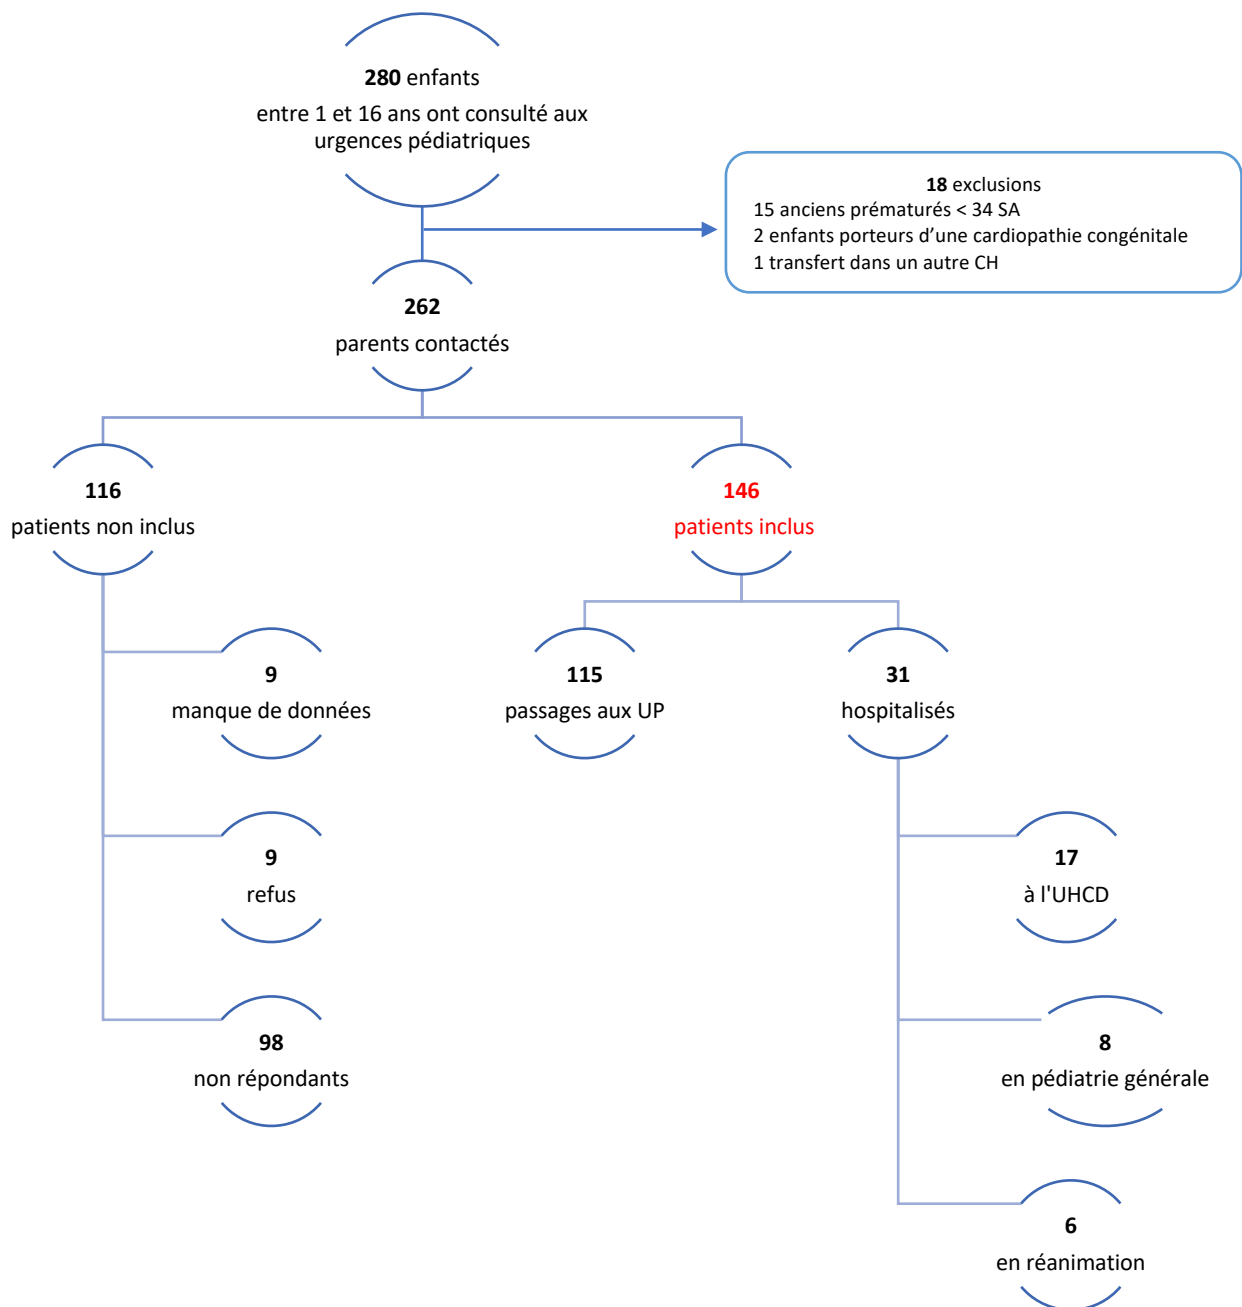 280 enfants
entre 1 et 16 ans ont consulté aux
urgences pédiatriques
18 exclusions
15 anciens prématurés < 34 SA
2 enfants porteurs d’une cardiopathie congénitale
1 transfert dans un autre CH
262
parents contactés
116
patients non inclus
146
patients inclus
9
manque de données
115
passages aux UP
31
hospitalisés
9
refus
17
à l'UHCD
98
non répondants
8
en pédiatrie générale
6
en réanimation